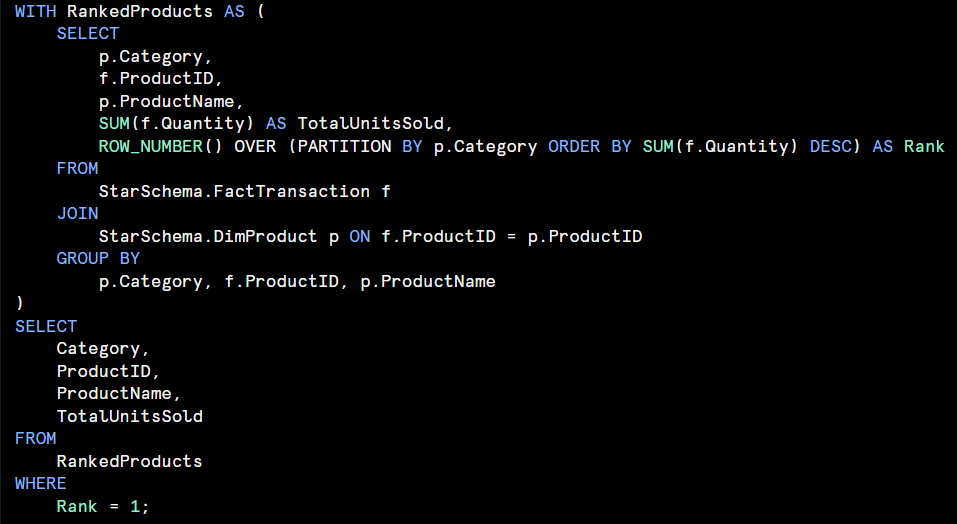 WITH RankedProducts AS (
    SELECT
        p.Category,
        f.ProductID,
        p.ProductName,
        SUM(f.Quantity) AS TotalUnitsSold,
        ROW_NUMBER() OVER (PARTITION BY p.Category ORDER BY SUM(f.Quantity) DESC) AS Rank
    FROM
        StarSchema.FactTransaction f
    JOIN
        StarSchema.DimProduct p ON f.ProductID = p.ProductID
    GROUP BY
        p.Category, f.ProductID, p.ProductName
)
SELECT
    Category,
    ProductID,
    ProductName,
    TotalUnitsSold
FROM
    RankedProducts
WHERE
    Rank = 1;